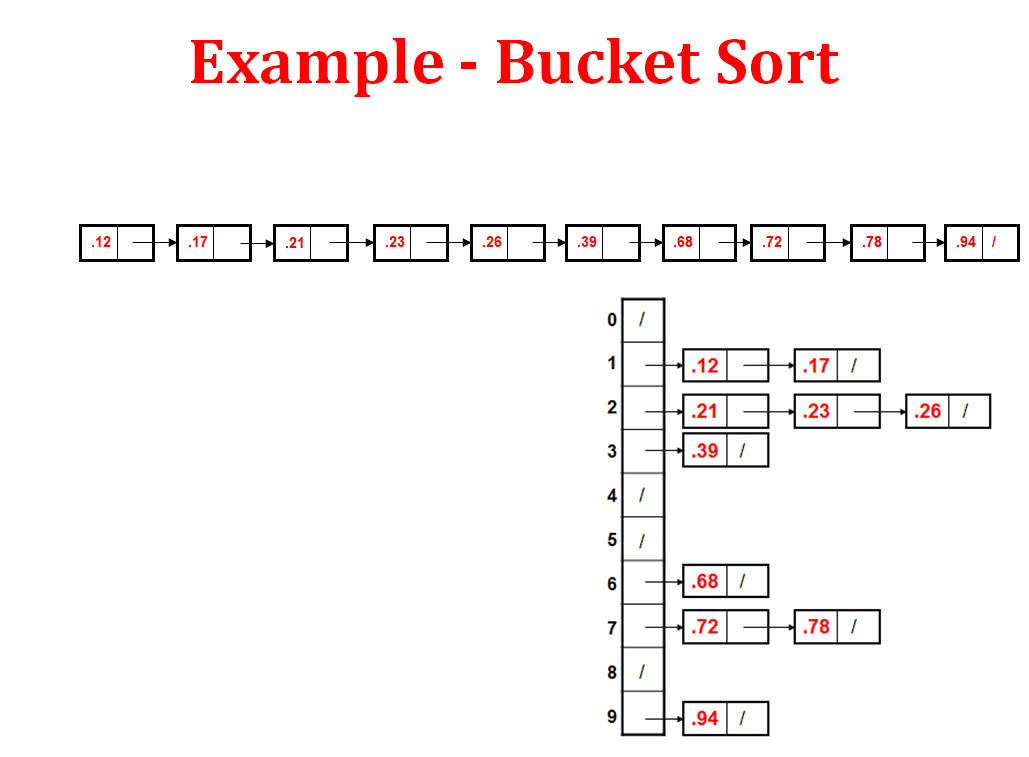 Example - Bucket Sort
.12 .17 .21 .23 .26 .39 .68 .72 .78 .94 /
0 /
1 .12 .17 /
2 .21 .23 .26 /
3 .39 /
4 /
5 /
6 .68 /
7 .72 .78 /
8 /
9 .94 /